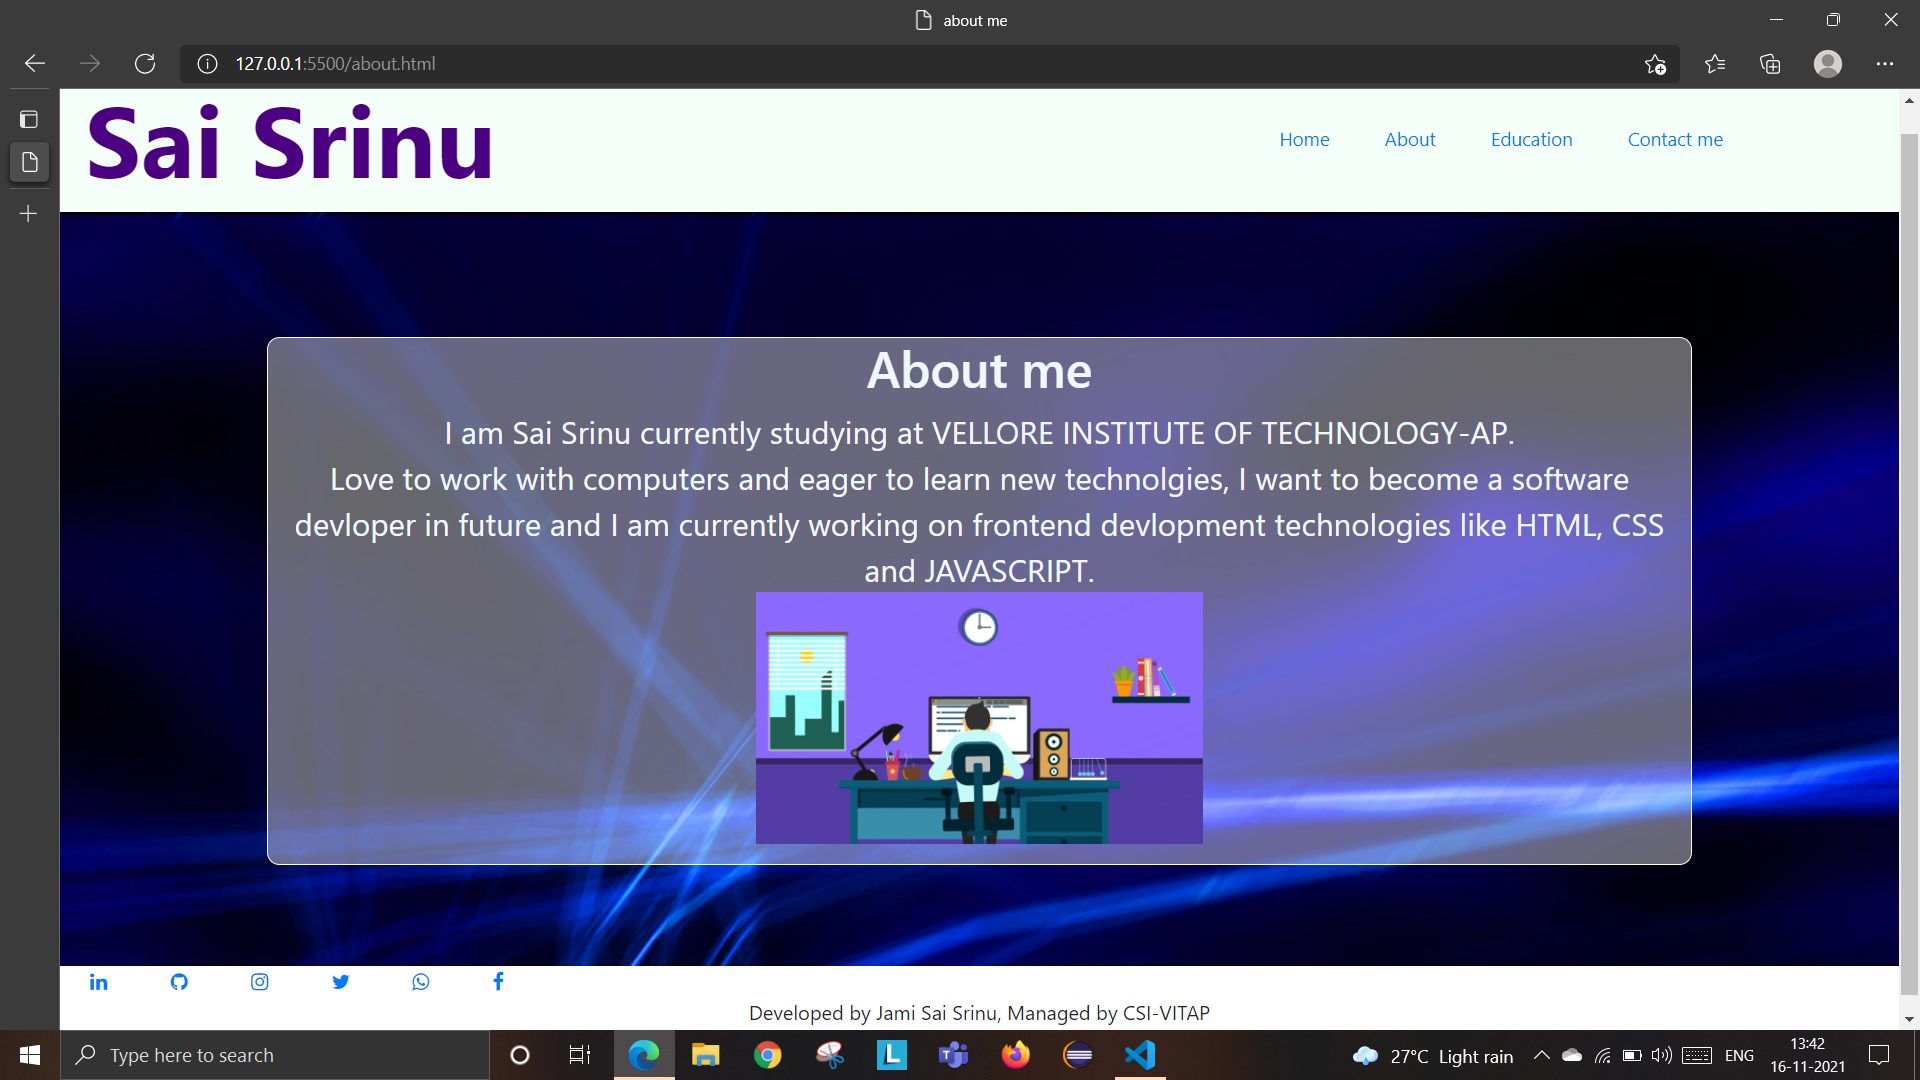 about me
127.0.0.1:5500/about.html
Sai Srinu
Home About Education Contact me
About me
I am Sai Srinu currently studying at VELLORE INSTITUTE OF TECHNOLOGY-AP.
Love to work with computers and eager to learn new technolgies, I want to become a software
devloper in future and I am currently working on frontend devlopment technologies like HTML, CSS
and JAVASCRIPT.
Developed by Jami Sai Srinu, Managed by CSI-VITAP
Type here to search
27°C Light rain
ENG
13:42
16-11-2021